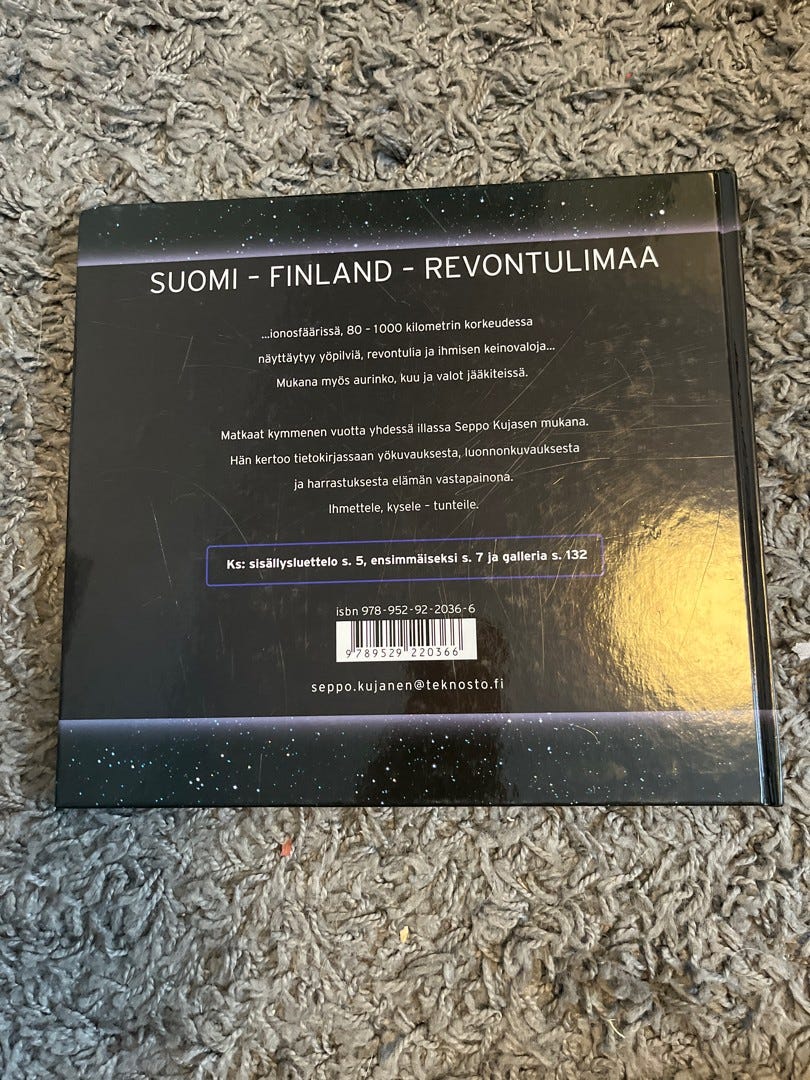 SUOMI – FINLAND – REVONTULIMAA
...ionosfäärissä, 80 – 1000 kilometrin korkeudessa
näyttäytyy yöpilviä, revontulia ja ihmisen keinovaloja...
Mukana myös aurinko, kuu ja valot jääkiteissä.
Matkaat kymmenen vuotta yhdessä illassa Seppo Kujasen mukana.
Hän kertoo tietokirjassaan yökuvauksesta, luonnonkuvauksesta
ja harrastuksesta elämän vastapainona.
Ihmettele, kysele – tunteile.
Ks: sisällysluettelo s. 5, ensimmäiseksi s. 7 ja galleria s. 132
isbn 978-952-92-2036-6
9 789529 220366
seppo.kujanen@teknosto.fi